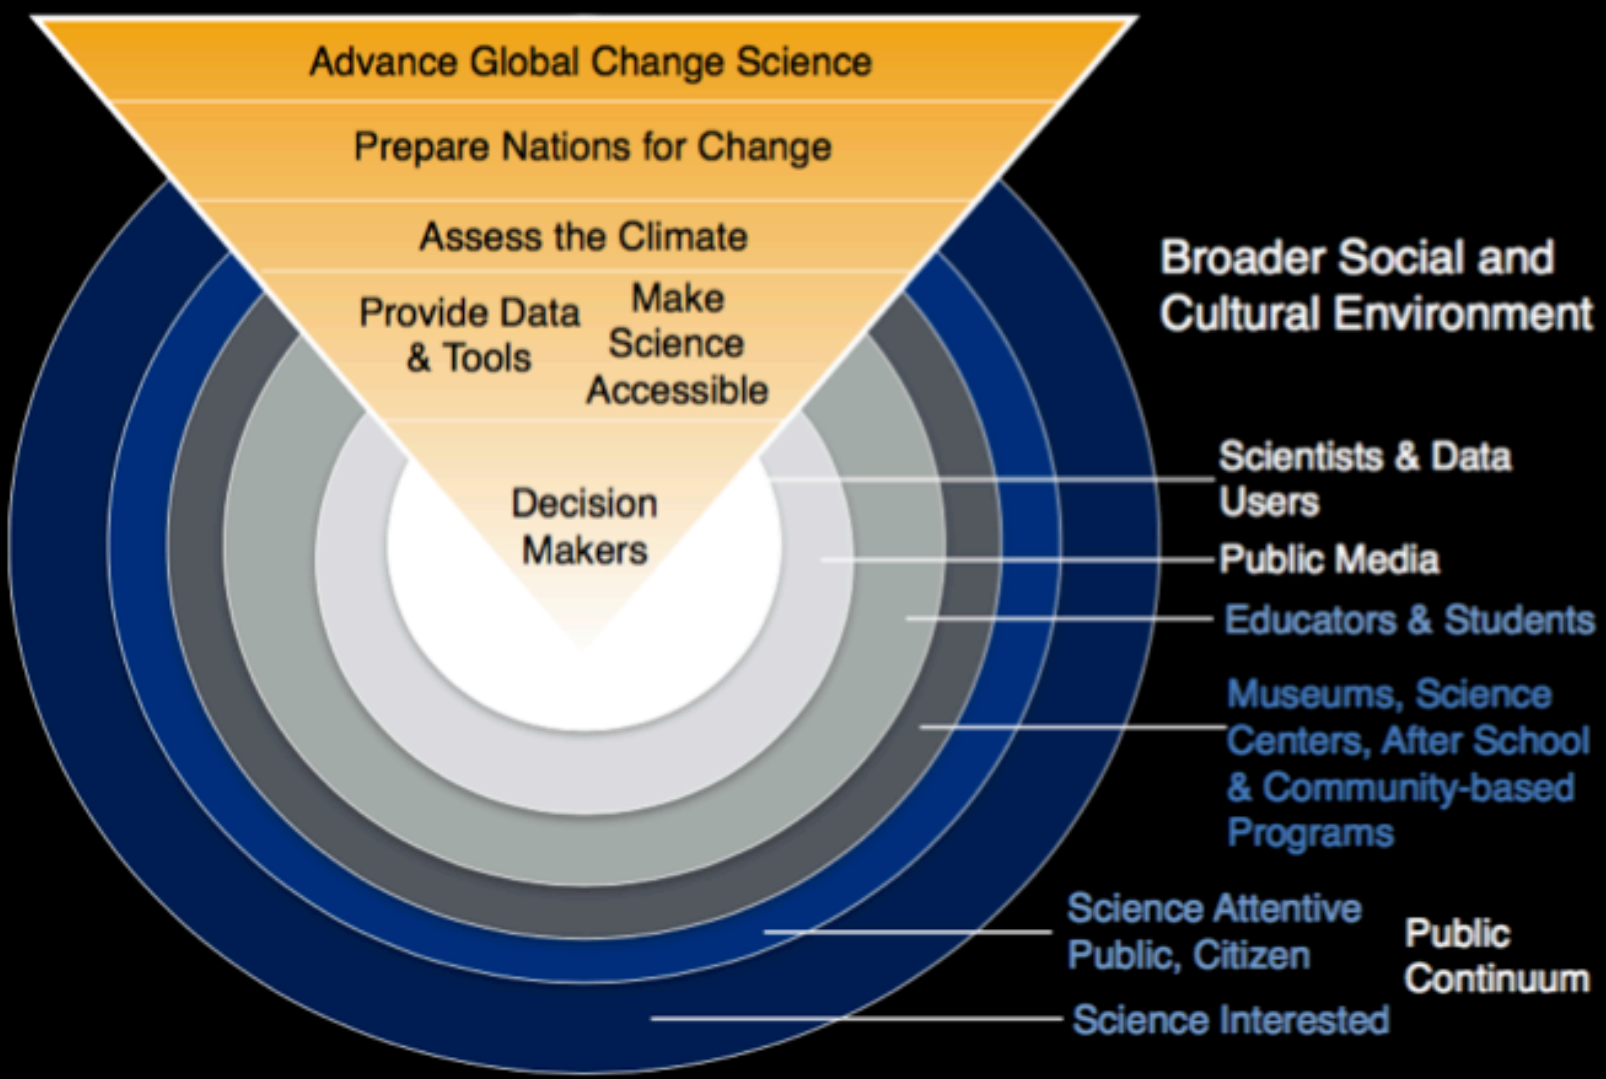 Advance Global Change Science
Prepare Nations for Change
Assess the Climate
Provide Data
& Tools
Make
Science
Accessible
Decision
Makers
Broader Social and
Cultural Environment
Scientists & Data
Users
Public Media
Educators & Students
Museums, Science
Centers, After School
& Community-based
Programs
Science Attentive
Public, Citizen
Public
Continuum
Science Interested